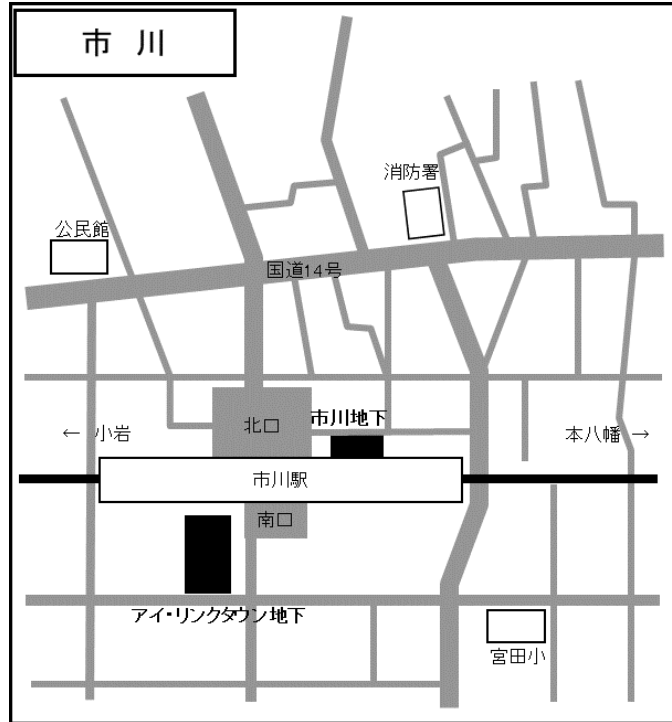 市 川
消防署
公民館
国道14号
北口
市川地下
← 小岩
本八幡 →
市川駅
南口
アイ・リンクタウン地下
宮田小